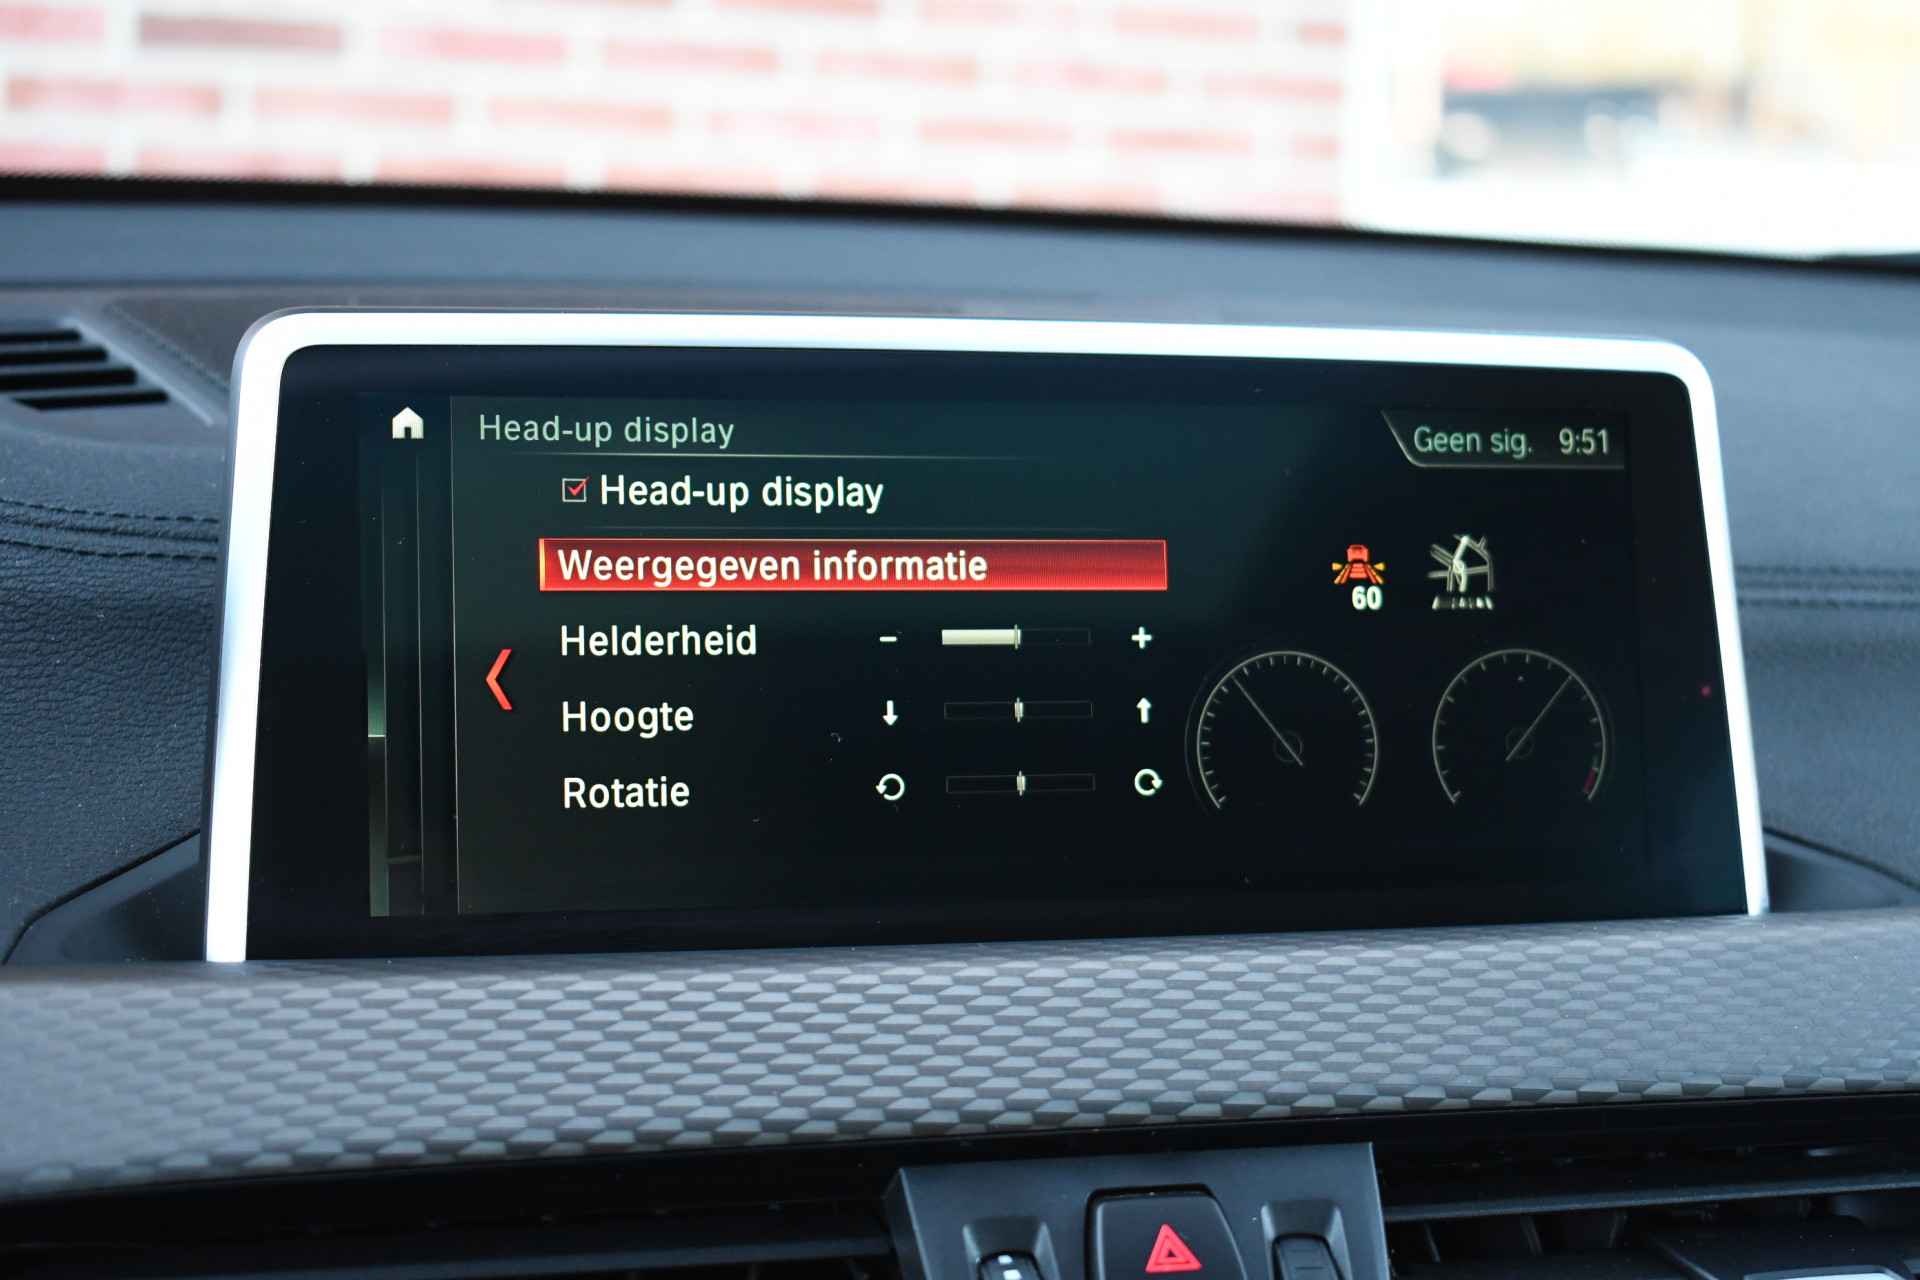 Head-up display
Geen sig. 9:51
Head-up display
Weergegeven informatie
60
Helderheid
Hoogte
Rotatie